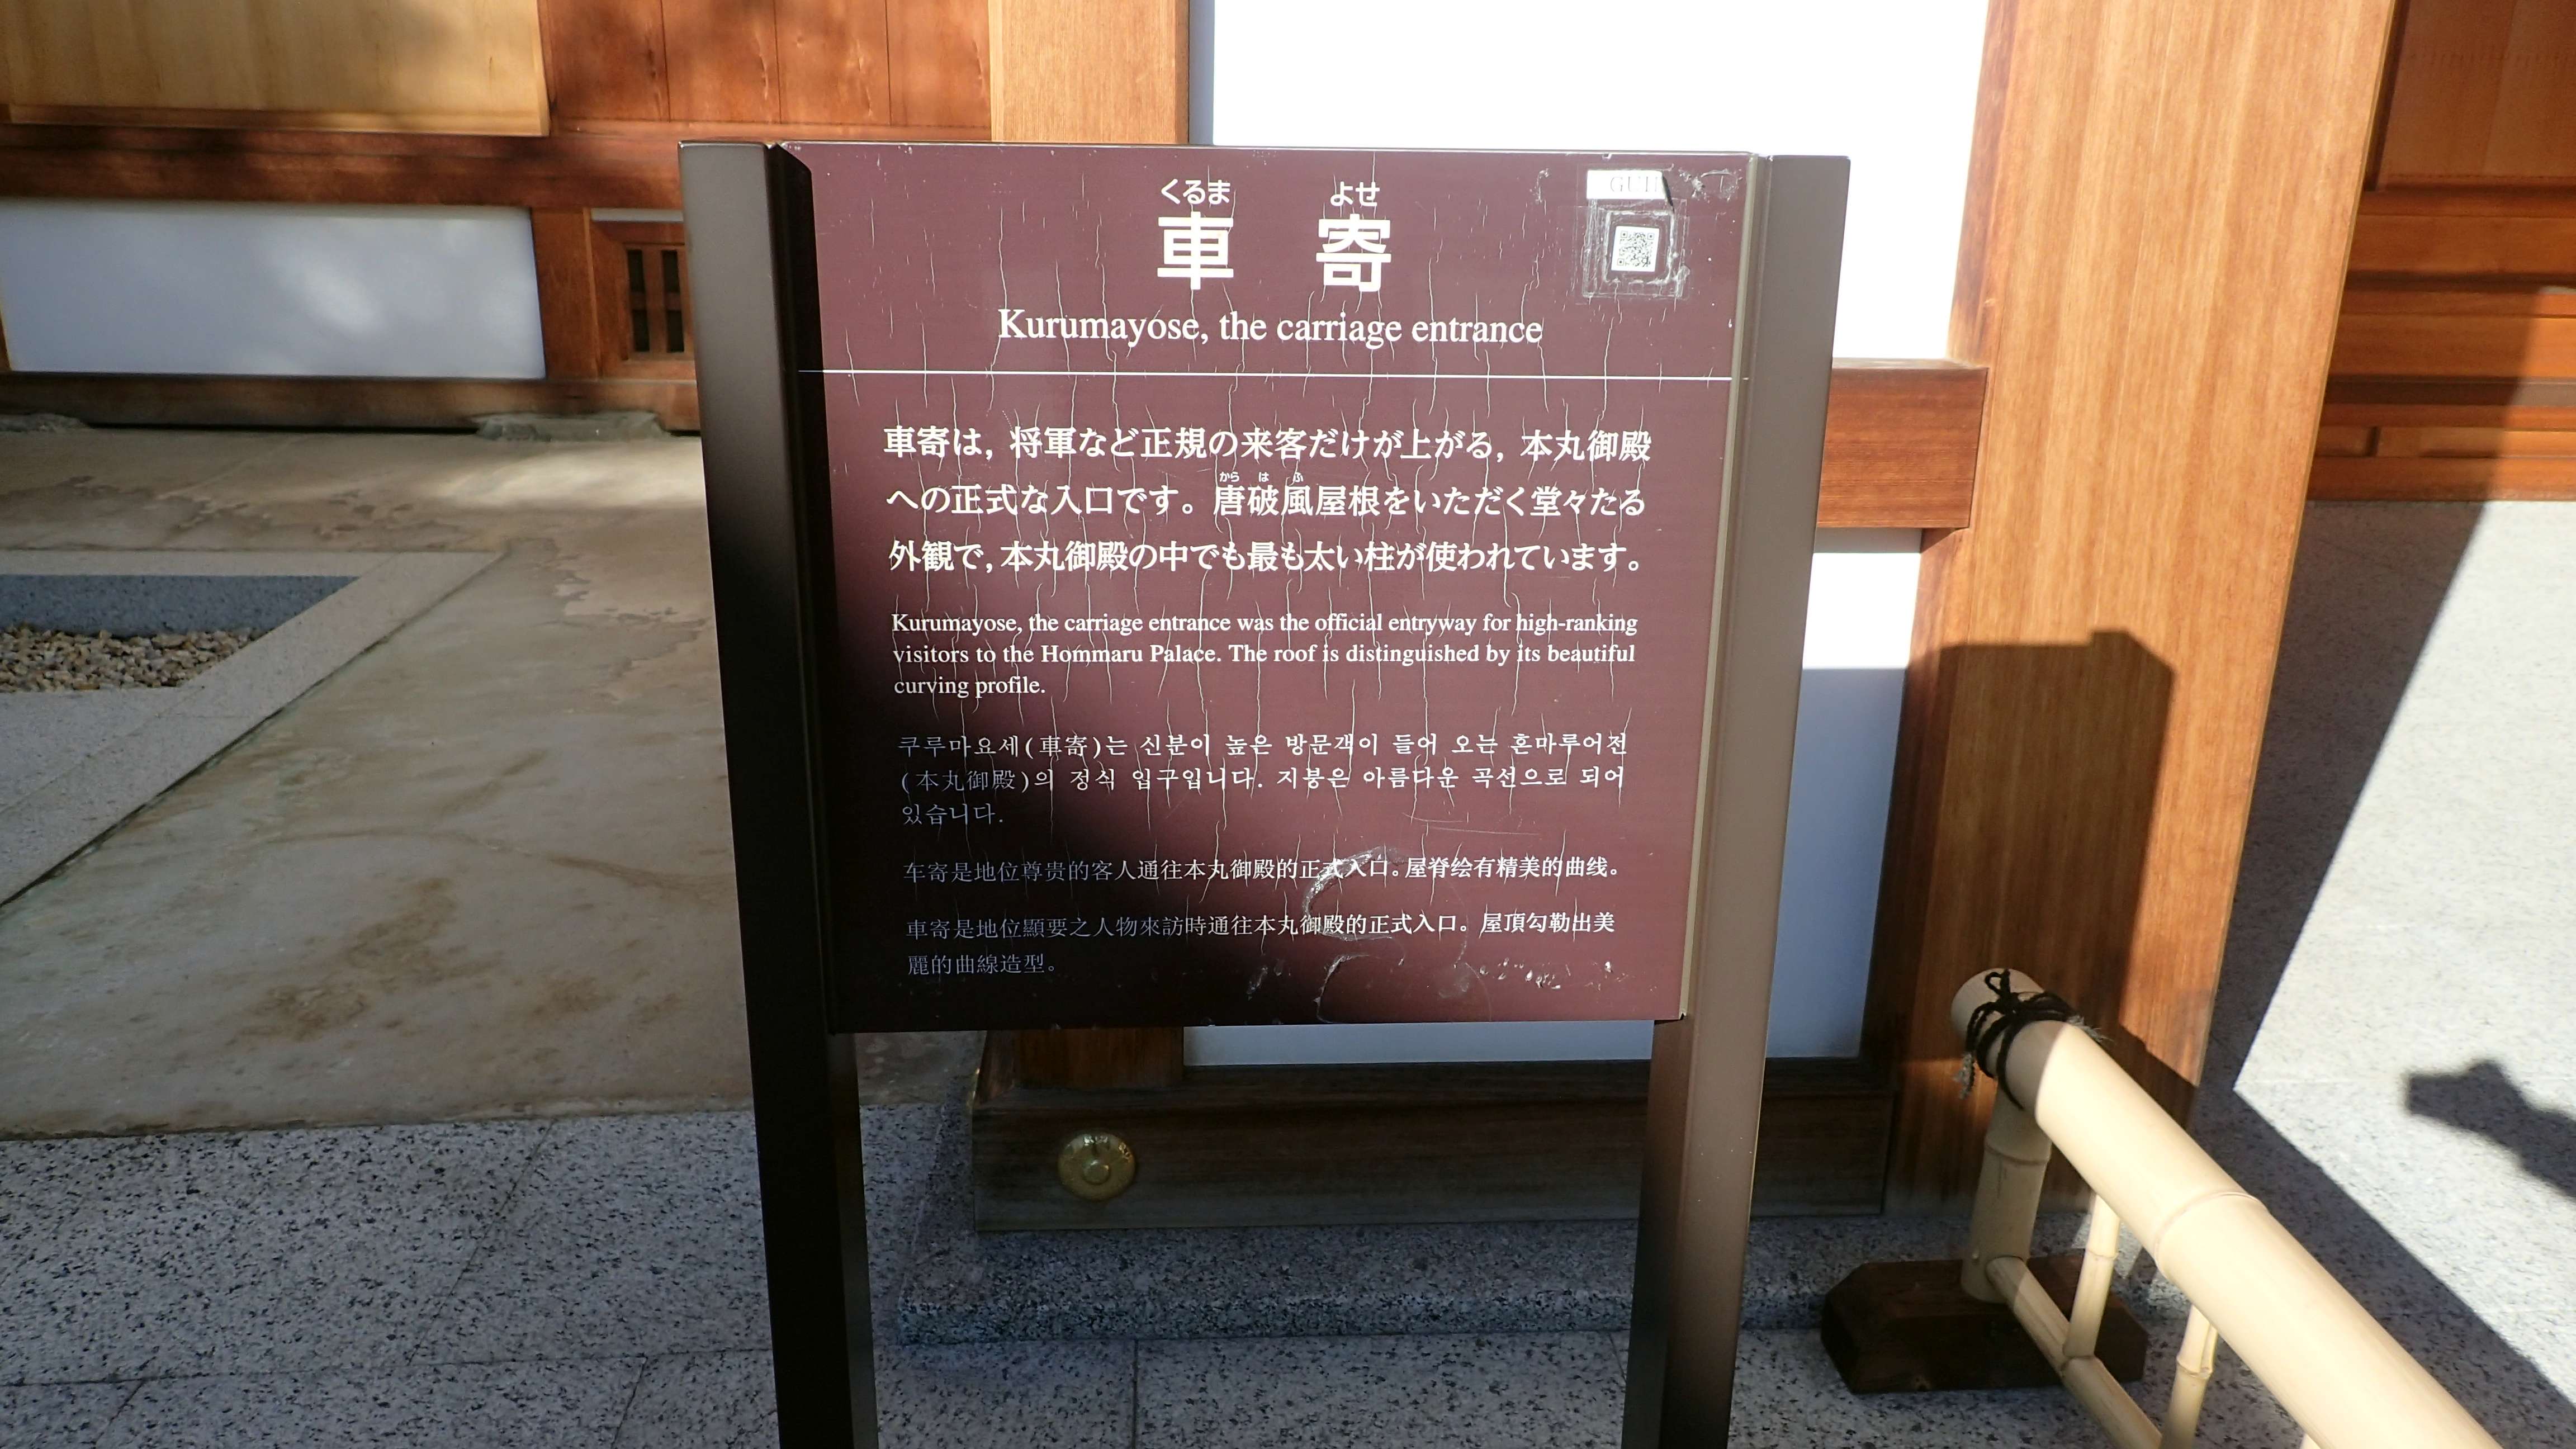 くるま よせ
車 寄
Kurumayose, the carriage entrance
車寄は，将軍など正規の来客だけが上がる，本丸御殿
からはふ
への正式な入口です。唐破風屋根をいただく堂々たる
外観で，本丸御殿の中でも最も太い柱が使われています。
Kurumayose, the carriage entrance was the official entryway for high-ranking
visitors to the Hommaru Palace. The roof is distinguished by its beautiful
curving profile.
쿠루마요세(車寄)는 신분이 높은 방문객이 들어 오는 혼마루어전
(本丸御殿)의 정식 입구입니다. 지붕은 아름다운 곡선으로 되어
있습니다.
车寄是地位尊贵的客人通往本丸御殿的正式入口。屋脊绘有精美的曲线。
車寄是地位顯要之人物來訪時通往本丸御殿的正式入口。屋頂勾勒出美
麗的曲線造型。